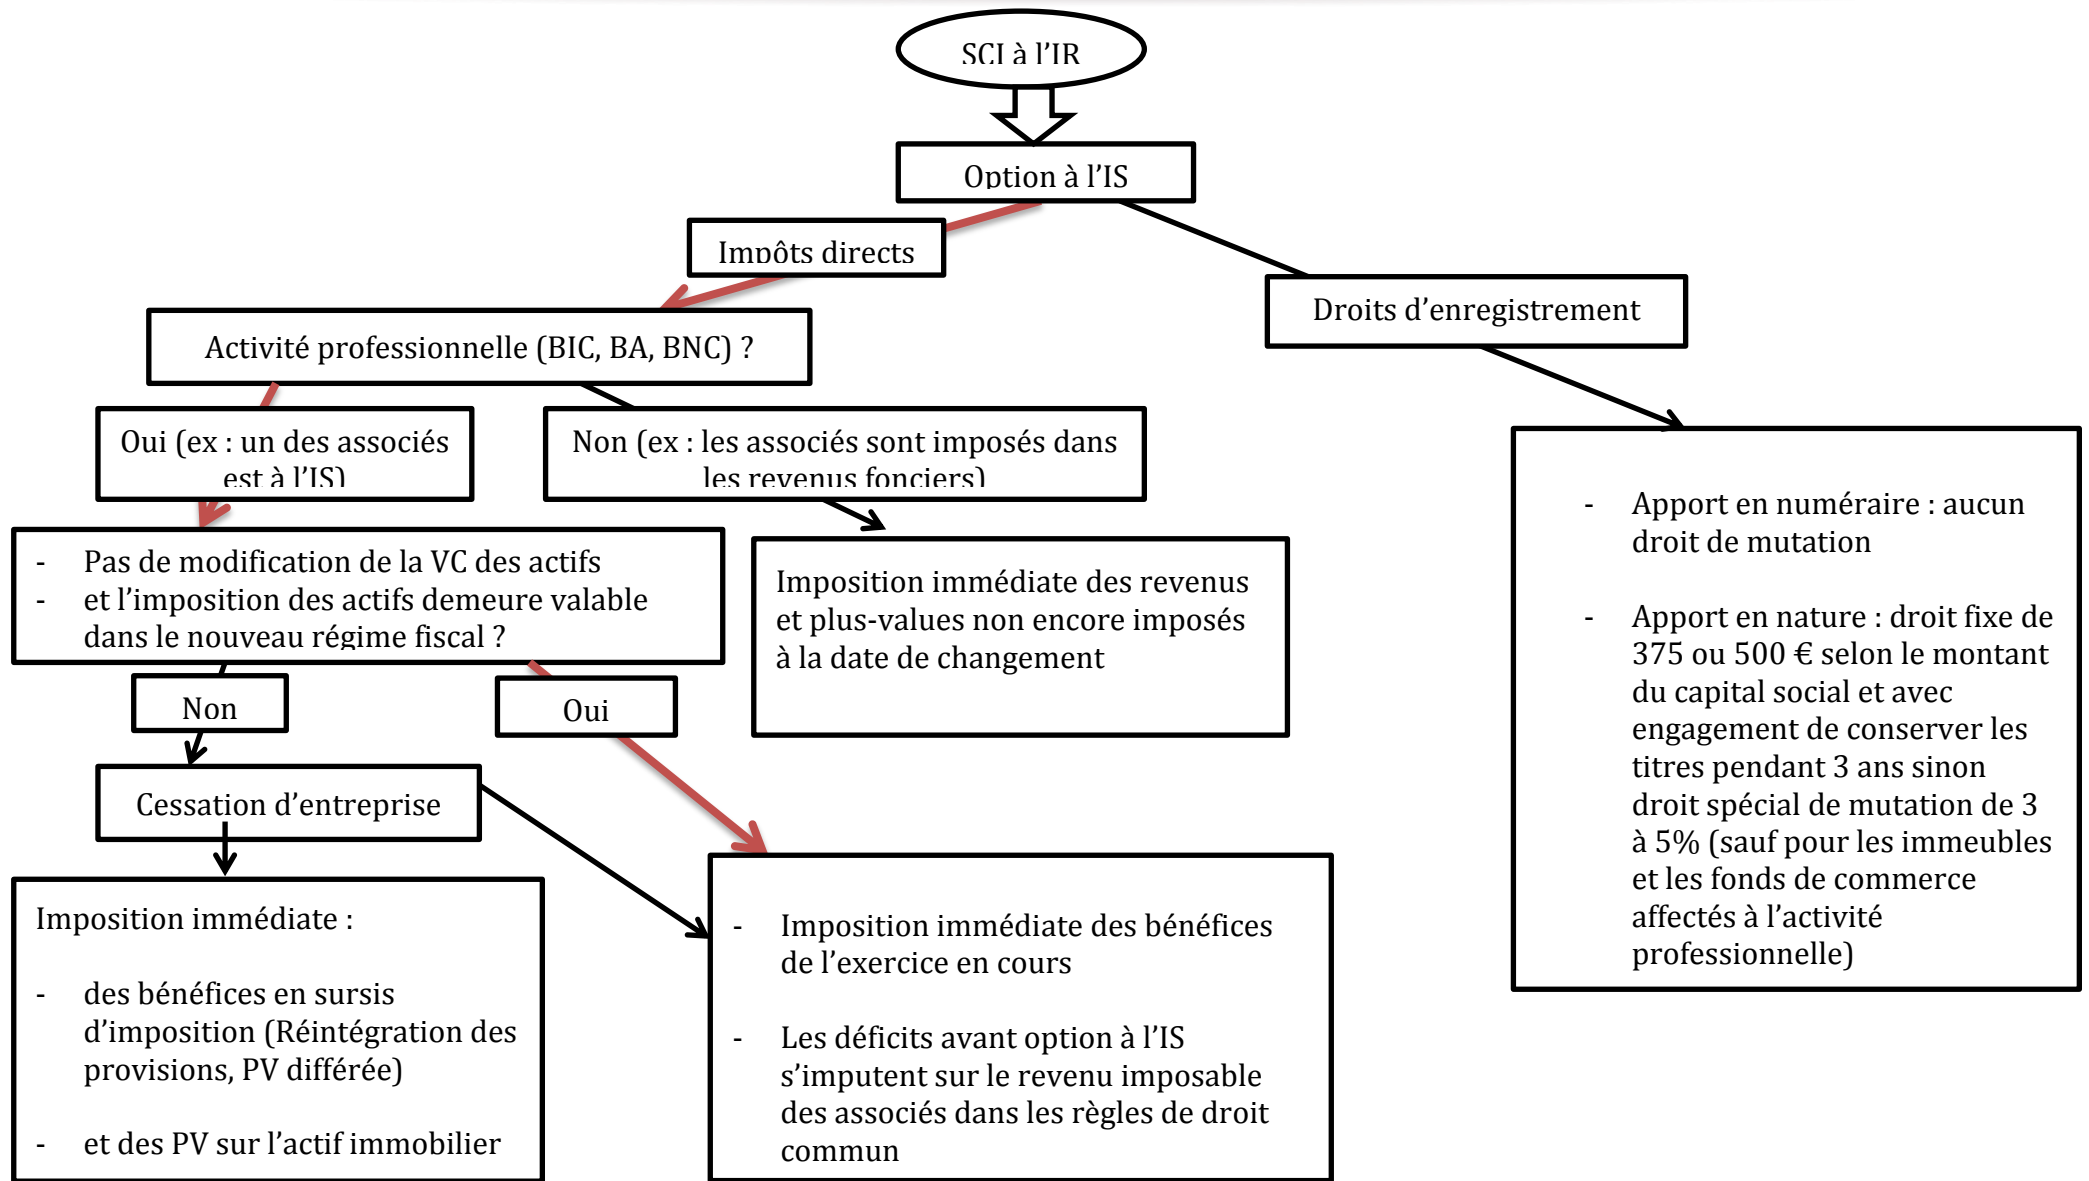 SCI à l’IR
Option à l’IS
Impôts directs
Droits d’enregistrement
Activité professionnelle (BIC, BA, BNC) ?
Oui (ex : un des associés
est à l’IS)
Non (ex : les associés sont imposés dans
les revenus fonciers)
- Pas de modification de la VC des actifs
- et l’imposition des actifs demeure valable
dans le nouveau régime fiscal ?
Imposition immédiate des revenus
et plus-values non encore imposés
à la date de changement
- Apport en numéraire : aucun
droit de mutation
- Apport en nature : droit fixe de
375 ou 500 € selon le montant
du capital social et avec
engagement de conserver les
titres pendant 3 ans sinon
droit spécial de mutation de 3
à 5% (sauf pour les immeubles
et les fonds de commerce
affectés à l’activité
professionnelle)
Non
Oui
Cessation d’entreprise
Imposition immédiate :
- des bénéfices en sursis
d’imposition (Réintégration des
provisions, PV différée)
- et des PV sur l’actif immobilier
- Imposition immédiate des bénéfices
de l’exercice en cours
- Les déficits avant option à l’IS
s’imputent sur le revenu imposable
des associés dans les règles de droit
commun